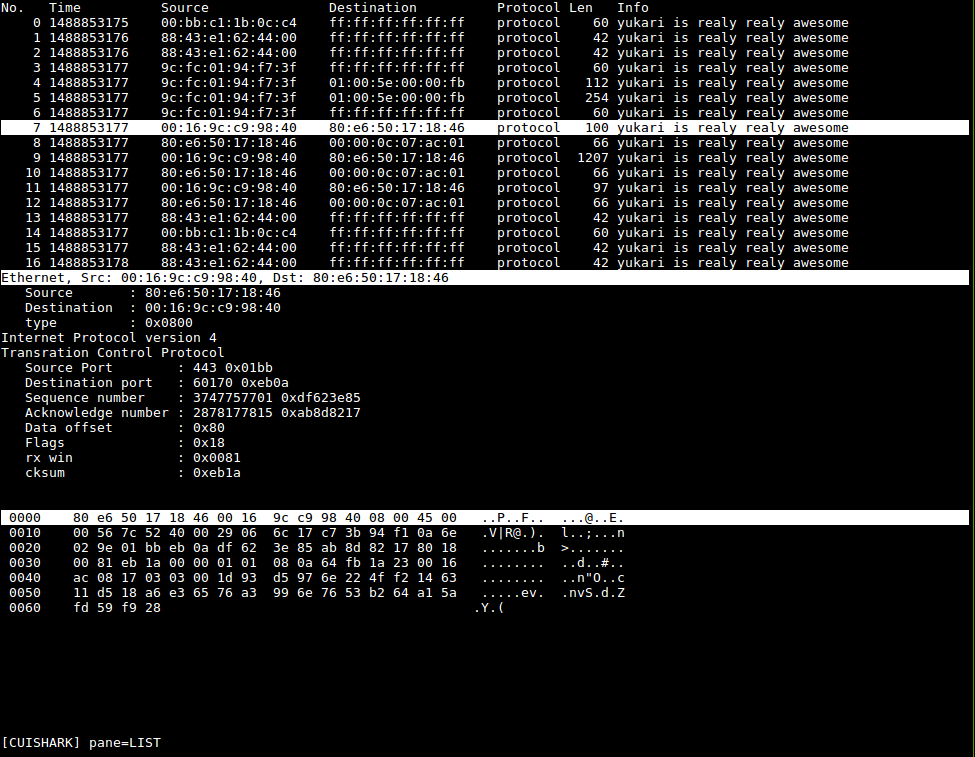 No.   Time          Source               Destination          Protocol Len   Info
    0 1488853175    00:bb:c1:1b:0c:c4    ff:ff:ff:ff:ff:ff    protocol    60 yukari is realy realy awesome
    1 1488853176    88:43:e1:62:44:00    ff:ff:ff:ff:ff:ff    protocol    42 yukari is realy realy awesome
    2 1488853176    88:43:e1:62:44:00    ff:ff:ff:ff:ff:ff    protocol    42 yukari is realy realy awesome
    3 1488853177    9c:fc:01:94:f7:3f    ff:ff:ff:ff:ff:ff    protocol    60 yukari is realy realy awesome
    4 1488853177    9c:fc:01:94:f7:3f    01:00:5e:00:00:fb    protocol   112 yukari is realy realy awesome
    5 1488853177    9c:fc:01:94:f7:3f    01:00:5e:00:00:fb    protocol   254 yukari is realy realy awesome
    6 1488853177    9c:fc:01:94:f7:3f    ff:ff:ff:ff:ff:ff    protocol    60 yukari is realy realy awesome
    7 1488853177    00:16:9c:c9:98:40    80:e6:50:17:18:46    protocol   100 yukari is realy realy awesome
    8 1488853177    80:e6:50:17:18:46    00:00:0c:07:ac:01    protocol    66 yukari is realy realy awesome
    9 1488853177    00:16:9c:c9:98:40    80:e6:50:17:18:46    protocol  1207 yukari is realy realy awesome
   10 1488853177    80:e6:50:17:18:46    00:00:0c:07:ac:01    protocol    66 yukari is realy realy awesome
   11 1488853177    00:16:9c:c9:98:40    80:e6:50:17:18:46    protocol    97 yukari is realy realy awesome
   12 1488853177    80:e6:50:17:18:46    00:00:0c:07:ac:01    protocol    66 yukari is realy realy awesome
   13 1488853177    88:43:e1:62:44:00    ff:ff:ff:ff:ff:ff    protocol    42 yukari is realy realy awesome
   14 1488853177    00:bb:c1:1b:0c:c4    ff:ff:ff:ff:ff:ff    protocol    60 yukari is realy realy awesome
   15 1488853177    88:43:e1:62:44:00    ff:ff:ff:ff:ff:ff    protocol    42 yukari is realy realy awesome
   16 1488853178    88:43:e1:62:44:00    ff:ff:ff:ff:ff:ff    protocol    42 yukari is realy realy awesome
Ethernet, Src: 00:16:9c:c9:98:40, Dst: 80:e6:50:17:18:46
   Source       : 80:e6:50:17:18:46
   Destination  : 00:16:9c:c9:98:40
   type         : 0x0800
Internet Protocol version 4
Transration Control Protocol
   Source Port        : 443 0x01bb
   Destination port   : 60170 0xeb0a
   Sequence number    : 3747757701 0xdf623e85
   Acknowledge number : 2878177815 0xab8d8217
   Data offset        : 0x80
   Flags              : 0x18
   rx win             : 0x0081
   cksum              : 0xeb1a
 0000    80 e6 50 17 18 46 00 16  9c c9 98 40 08 00 45 00   ..P..F..  ...@..E.
 0010    00 56 7c 52 40 00 29 06  6c 17 c7 3b 94 f1 0a 6e   .V|R@.).  l..;...n
 0020    02 9e 01 bb eb 0a df 62  3e 85 ab 8d 82 17 80 18   .......b  >.......
 0030    00 81 eb 1a 00 00 01 01  08 0a 64 fb 1a 23 00 16   ........  ..d..#..
 0040    ac 08 17 03 03 00 1d 93  d5 97 6e 22 4f f2 14 63   ........  ..n"O..c
 0050    11 d5 18 a6 e3 65 76 a3  99 6e 76 53 b2 64 a1 5a   .....ev.  .nvS.d.Z
 0060    fd 59 f9 28                                       .Y.(
[CUISHARK] pane=LIST